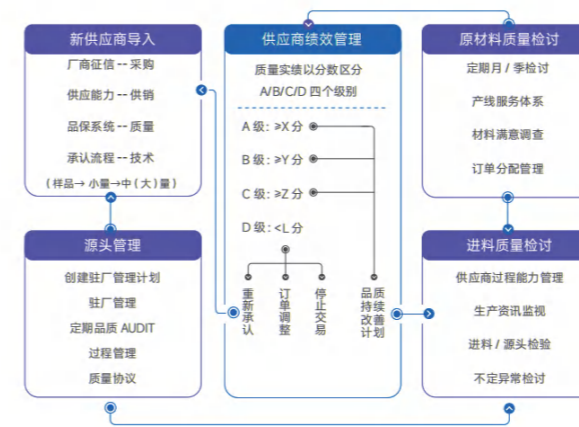 新供应商导入
厂商征信 -- 采购
供应能力 -- 供销
品保系统 -- 质量
承认流程 -- 技术
(样品→ 小量→中(大)量)
源头管理
创建驻厂管理计划
驻厂管理
定期品质 AUDIT
过程管理
质量协议
供应商绩效管理
质量实绩以分数区分
A/B/C/D 四个级别
A 级: ≥X 分
B 级: ≥Y 分
C 级: ≥Z 分
D 级: <L 分
重新承认
订单调整
停止交易
品质持续改善计划
原材料质量检讨
定期月 / 季检讨
产线服务体系
材料满意调查
订单分配管理
进料质量检讨
供应商过程能力管理
生产资讯监视
进料 / 源头检验
不定异常检讨